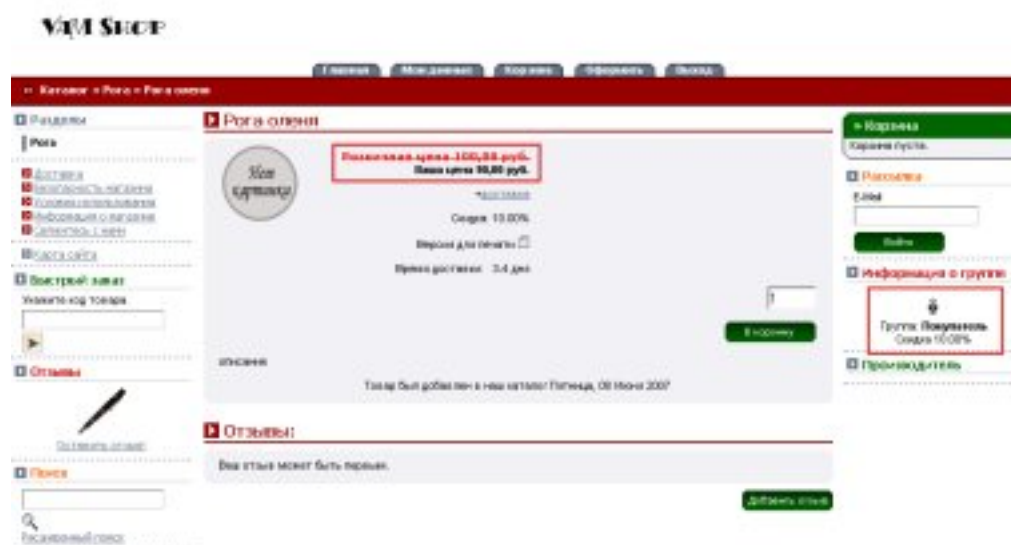 VaM Shop
Главная Мои данные Корзина Оформить Выход
» Каталог » Рога » Рога оленя
Разделы
Рога
Доставка
Безопасность магазина
Условия использования
Информация о магазине
Свяжитесь с нами
Карта сайта
Быстрый заказ
Укажите код товара.
Отзывы
Оставить отзыв!
Поиск
Расширенный поиск
Рога оленя
Нет картинки
Розничная цена 100,00 руб.
Ваша цена 90,00 руб.
+доставка
Скидка 10.00%
Версия для печати
Время доставки: 3-4 дня
1
В корзину
описание
Товар был добавлен в наш каталог Пятница, 08 Июня 2007
Отзывы:
Ваш отзыв может быть первым.
Добавить отзыв
» Корзина
Корзина пуста.
Рассылка
E-Mail
Войти
Информация о группе
Группа: Покупатель
Скидка 10.00%
Производитель